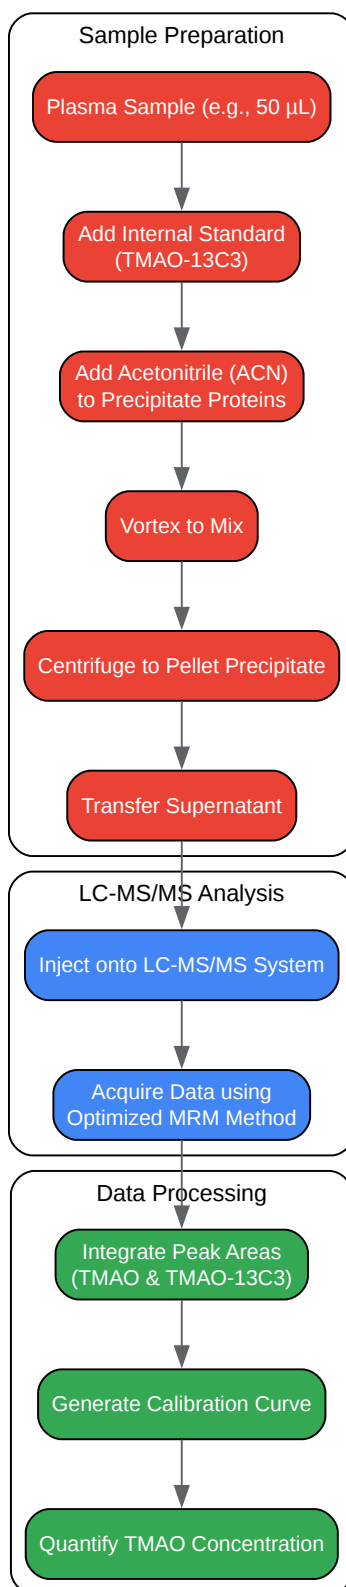 Sample Preparation
Plasma Sample (e.g., 50 µL)
Add Internal Standard
(TMAO-13C3)
Add Acetonitrile (ACN)
to Precipitate Proteins
Vortex to Mix
Centrifuge to Pellet Precipitate
Transfer Supernatant
LC-MS/MS Analysis
Inject onto LC-MS/MS System
Acquire Data using
Optimized MRM Method
Data Processing
Integrate Peak Areas
(TMAO & TMAO-13C3)
Generate Calibration Curve
Quantify TMAO Concentration